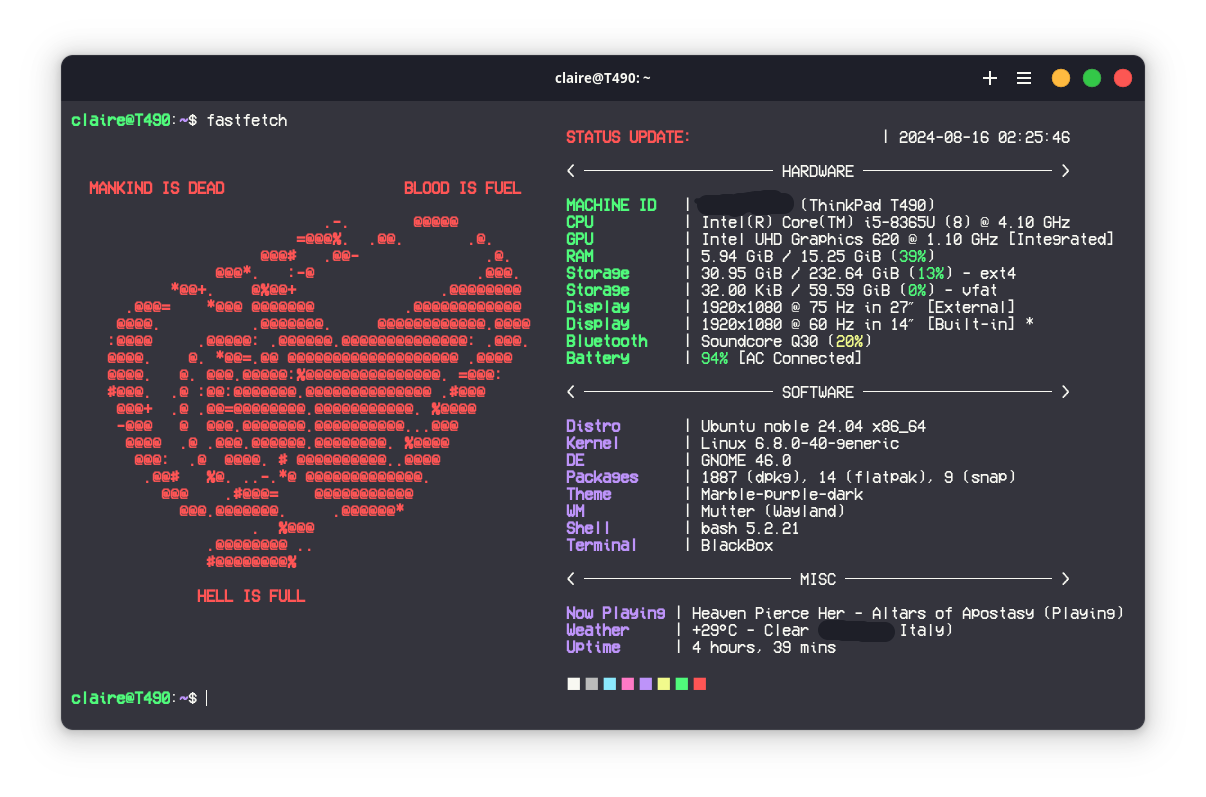 claire@T490: ~
claire@T490:~$ fastfetch
STATUS UPDATE: | 2024-08-16 02:25:46
< HARDWARE >
MANKIND IS DEAD BLOOD IS FUEL
MACHINE ID | (ThinkPad T490)
CPU | Intel(R) Core(TM) i5-8365U (8) @ 4.10 GHz
GPU | Intel UHD Graphics 620 @ 1.10 GHz [Integrated]
RAM | 5.94 GiB / 15.25 GiB (39%)
Storage | 30.95 GiB / 232.64 GiB (13%) - ext4
Storage | 32.00 KiB / 59.59 GiB (0%) - vfat
Display | 1920x1080 @ 75 Hz in 27″ [External]
Display | 1920x1080 @ 60 Hz in 14″ [Built-in] *
Bluetooth | Soundcore Q30 (20%)
Battery | 94% [AC Connected]
< SOFTWARE >
Distro | Ubuntu noble 24.04 x86_64
Kernel | Linux 6.8.0-40-generic
DE | GNOME 46.0
Packages | 1887 (dpkg), 14 (flatpak), 9 (snap)
Theme | Marble-purple-dark
WM | Mutter (Wayland)
Shell | bash 5.2.21
Terminal | BlackBox
< MISC >
HELL IS FULL
Now Playing | Heaven Pierce Her - Altars of Apostasy (Playing)
Weather | +29°C - Clear Italy)
Uptime | 4 hours, 39 mins
claire@T490:~$